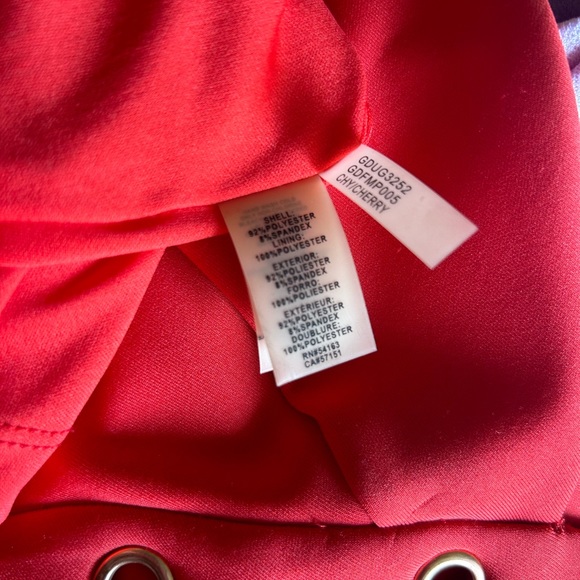 SHELL:
92%POLYESTER
8%SPANDEX
LINING:
100%POLYESTER
EXTERIOR:
92%POLIESTER
8%SPANDEX
FORRO:
100%POLIESTER
EXTÉRIEUR:
92%POLYESTER
8%SPANDEX
DOUBLURE:
100%POLYESTER
RN#54163
CA#57151
GDUG3252
GDFMP005
CHY/CHERRY